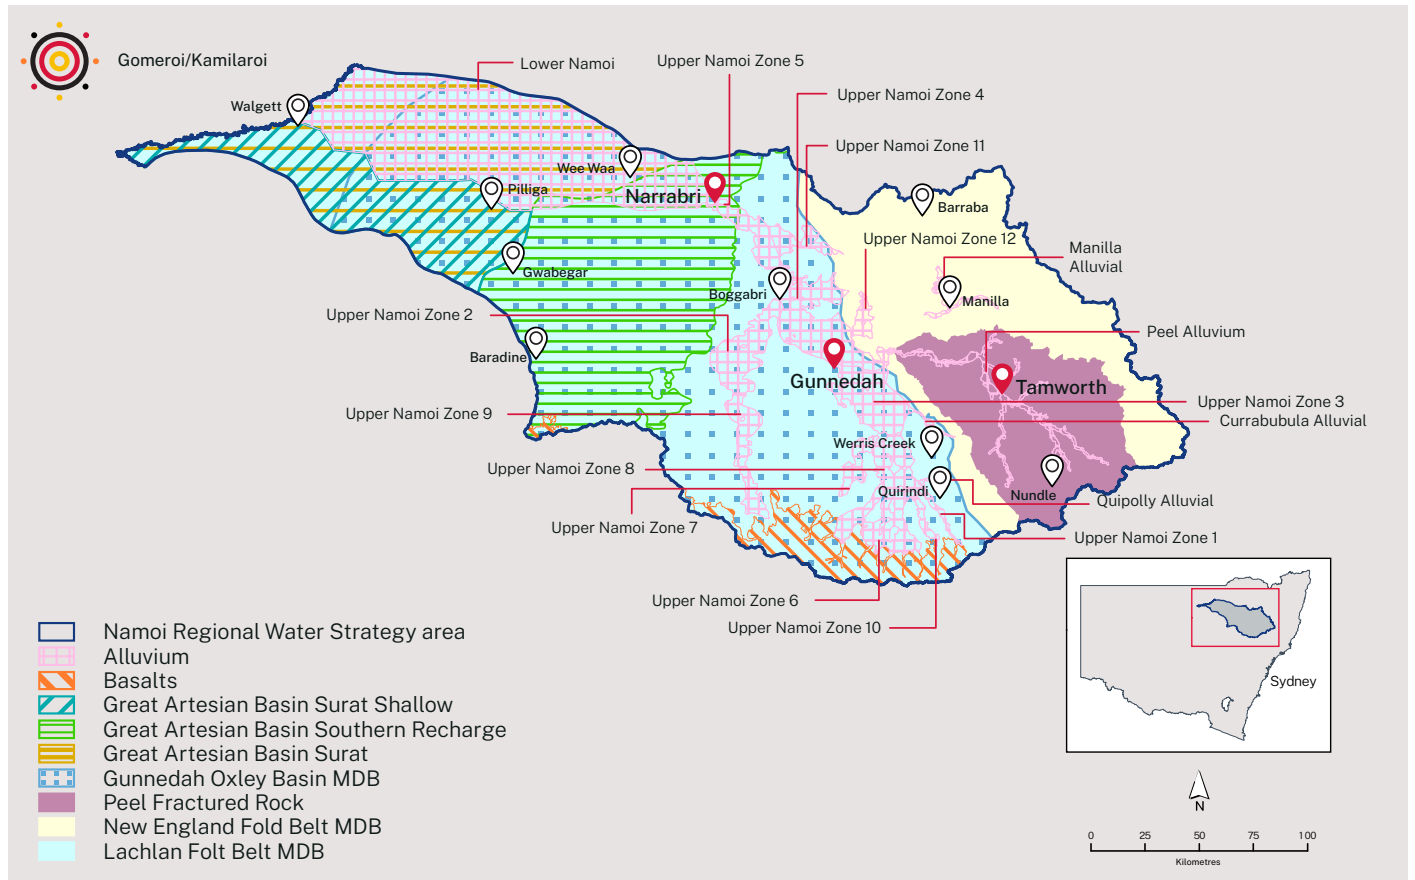 Gomeroi/Kamilaroi
Lower Namoi
Upper Namoi Zone 5
Upper Namoi Zone 4
Walgett
Upper Namoi Zone 11
Wee Waa
Pilliga
Narrabri
Barraba
Upper Namoi Zone 12
Manilla
Alluvial
Gwabegar
Boggabri
Manilla
Upper Namoi Zone 2
Peel Alluvium
Baradine
Gunnedah
Tamworth
Upper Namoi Zone 3
Upper Namoi Zone 9
Currabubula Alluvial
Werris Creek
Upper Namoi Zone 8
Quirindi
Nundle
Quipolly Alluvial
Upper Namoi Zone 7
Upper Namoi Zone 1
Upper Namoi Zone 6
Upper Namoi Zone 10
Namoi Regional Water Strategy area
Alluvium
Basalts
Great Artesian Basin Surat Shallow
Great Artesian Basin Southern Recharge
Great Artesian Basin Surat
Gunnedah Oxley Basin MDB
Peel Fractured Rock
New England Fold Belt MDB
Lachlan Folt Belt MDB
Sydney
N
0 25 50 75 100
Kilometres